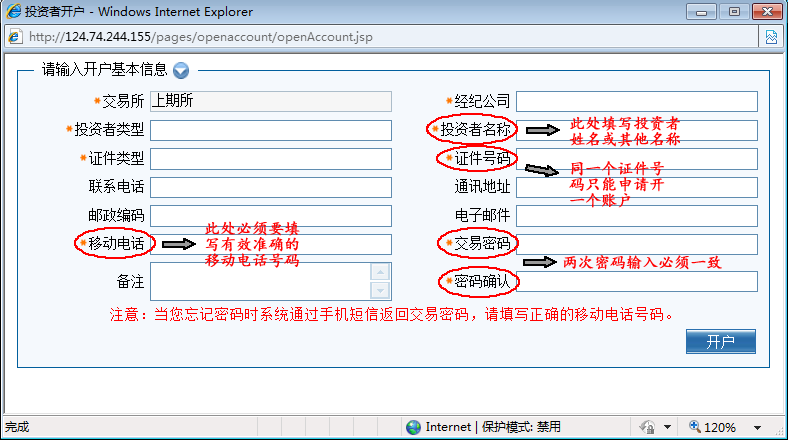 投资者开户 - Windows Internet Explorer
http://124.74.244.155/pages/openaccount/openAccount.jsp
请输入开户基本信息
*交易所 上期所 *经纪公司
*投资者类型 *投资者名称 此处填写投资者
姓名或其他名称
*证件类型 *证件号码
同一个证件号
码只能申请开
一个账户
联系电话 通讯地址
邮政编码 电子邮件
*移动电话 此处必须要填
写有效准确的
移动电话号码
*交易密码
两次密码输入必须一致
备注 *密码确认
注意：当您忘记密码时系统通过手机短信返回交易密码，请填写正确的移动电话号码。
开户
完成 Internet | 保护模式: 禁用 120%